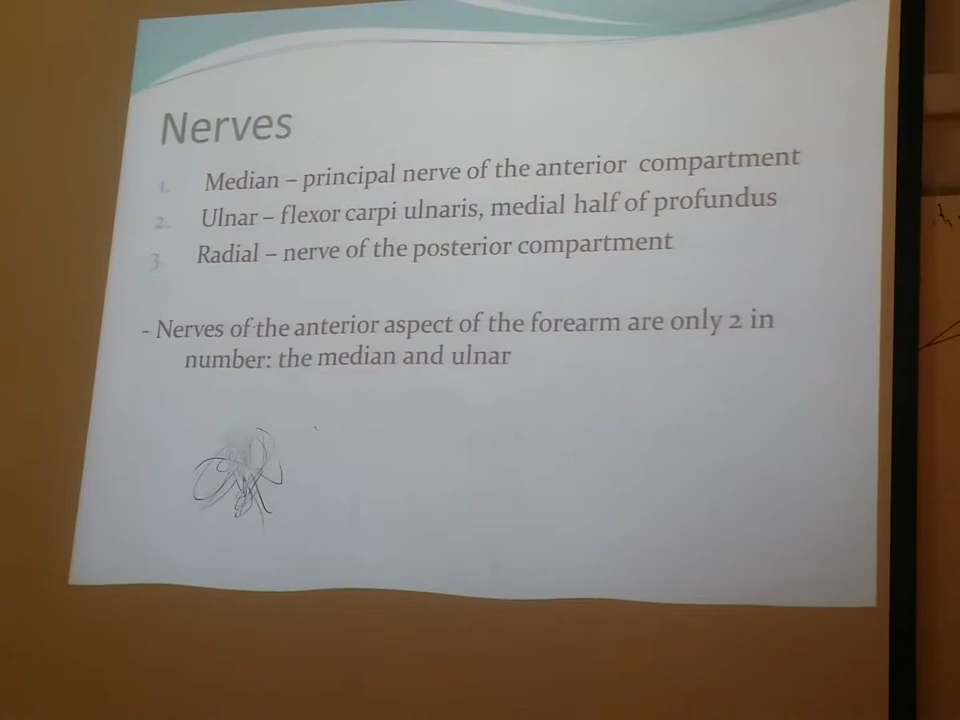 Nerves
1. Median – principal nerve of the anterior compartment
2. Ulnar – flexor carpi ulnaris, medial half of profundus
3 Radial – nerve of the posterior compartment
- Nerves of the anterior aspect of the forearm are only 2 in
number: the median and ulnar